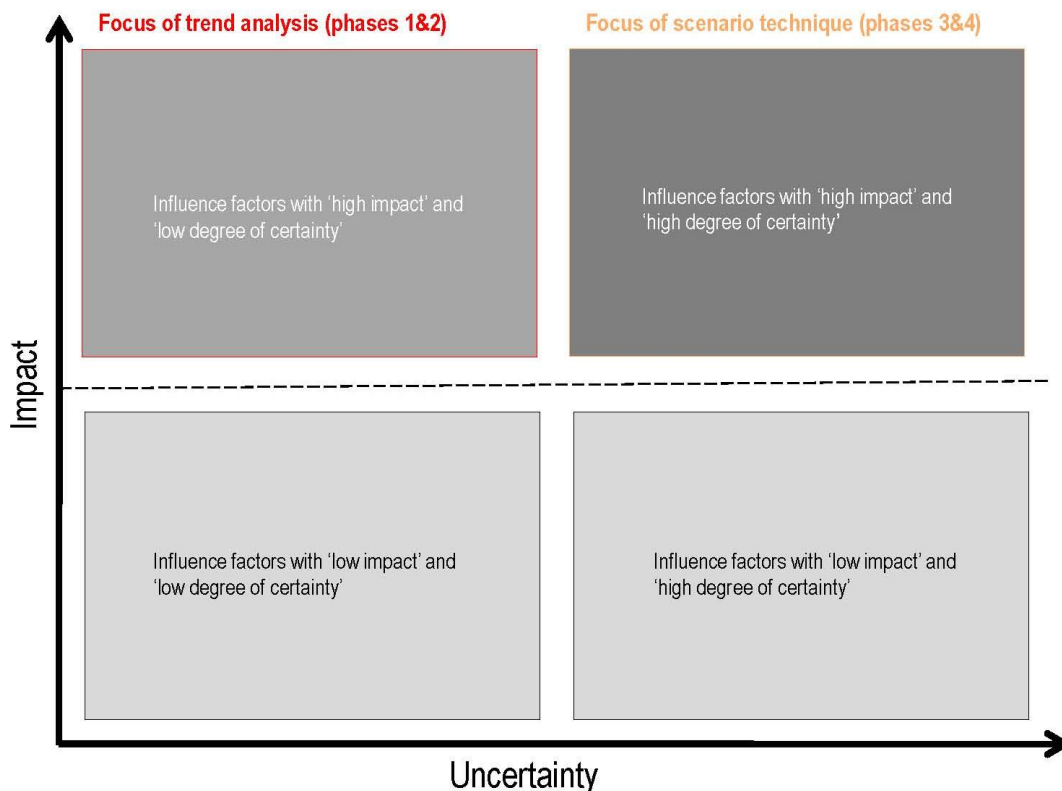 Focus of trend analysis (phases 1&2)
Focus of scenario technique (phases 3&4)
Influence factors with ‘high impact’ and
‘low degree of certainty’
Influence factors with ‘high impact’ and
‘high degree of certainty’
Impact
Influence factors with ‘low impact’ and
‘low degree of certainty’
Influence factors with ‘low impact’ and
‘high degree of certainty’
Uncertainty